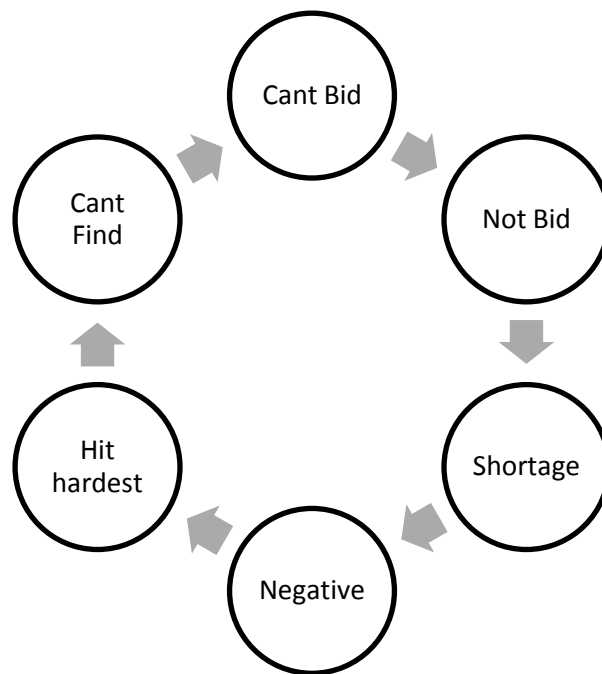 Cant Bid
Not Bid
Shortage
Negative
Hit
hardest
Cant
Find